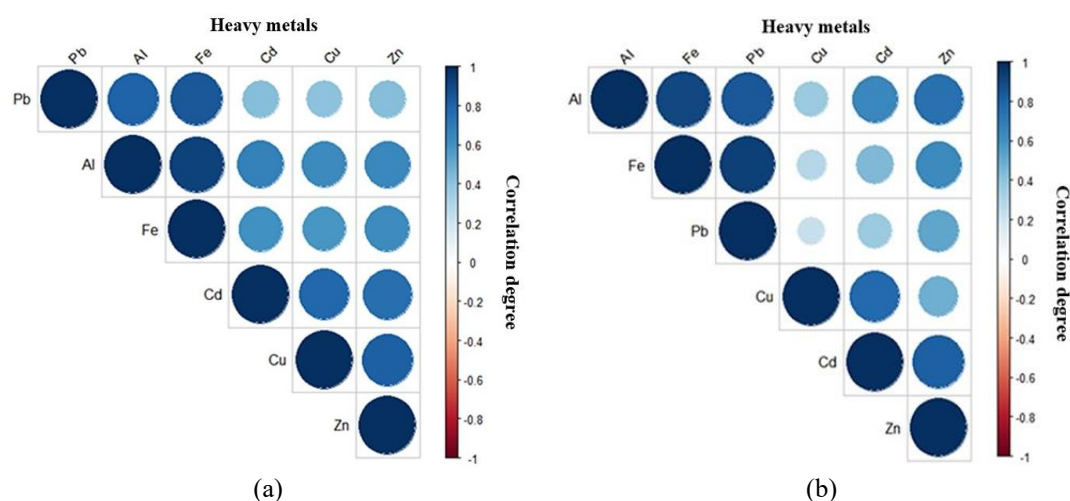 Heavy metals
Pb Al Fe Cd Cu Zn
Pb
Al
Fe
Cd
Cu
Zn
1
0.8
0.6
0.4
0.2
0
-0.2
-0.4
-0.6
-0.8
-1
Correlation degree
(a)
Heavy metals
Al Fe Pb Cu Cd Zn
Al
Fe
Pb
Cu
Cd
Zn
1
0.8
0.6
0.4
0.2
0
-0.2
-0.4
-0.6
-0.8
-1
Correlation degree
(b)